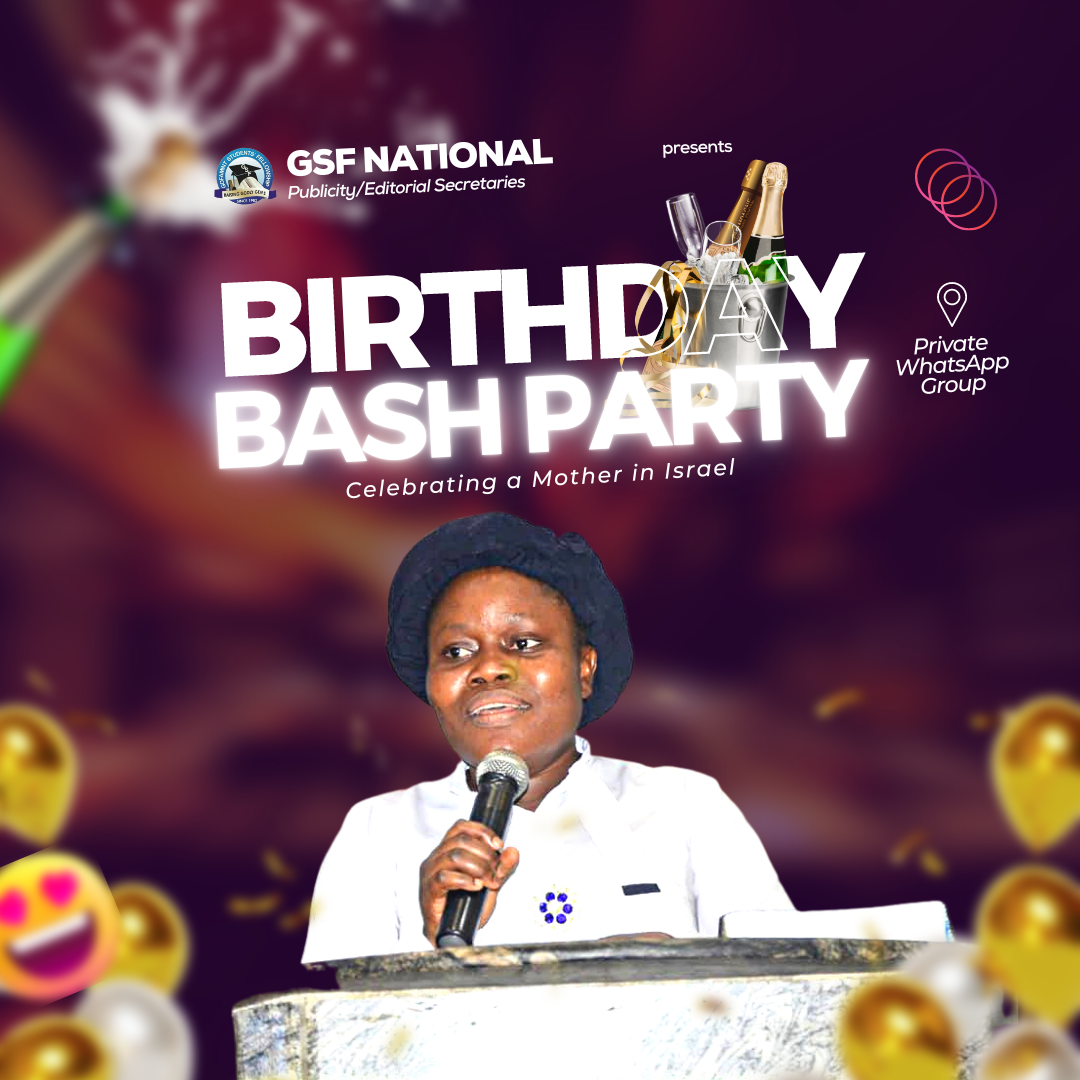 GSF NATIONAL
Publicity/Editorial Secretaries
presents
BIRTHDAY
BASH PARTY
Celebrating a Mother in Israel
Private
WhatsApp
Group